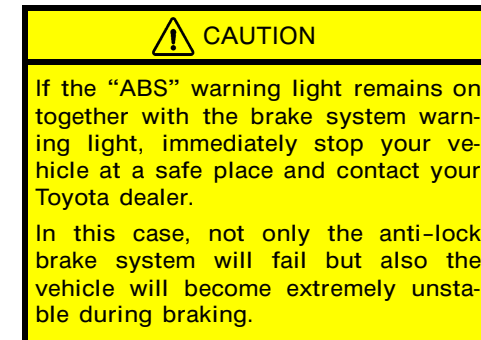 CAUTION
If the “ABS” warning light remains on
together with the brake system warn-
ing light, immediately stop your ve-
hicle at a safe place and contact your
Toyota dealer.
In this case, not only the anti-lock
brake system will fail but also the
vehicle will become extremely unsta-
ble during braking.